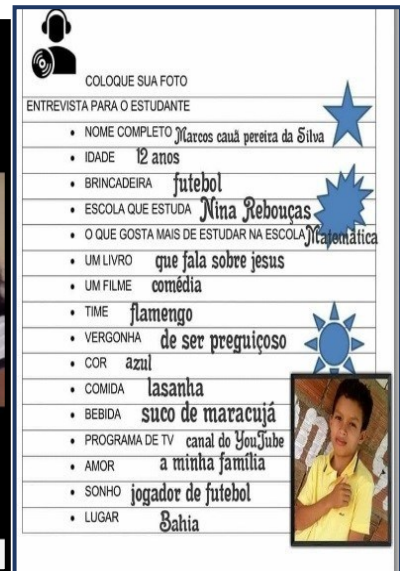 COLOQUE SUA FOTO
ENTREVISTA PARA O ESTUDANTE
• NOME COMPLETO Marcos cauã pereira da Silva
• IDADE 12 anos
• BRINCADEIRA futebol
• ESCOLA QUE ESTUDA Nina Rebouças
• O QUE GOSTA MAIS DE ESTUDAR NA ESCOLA Matemática
• UM LIVRO que fala sobre jesus
• UM FILME comédia
• TIME flamengo
• VERGONHA de ser preguiçoso
• COR azul
• COMIDA lasanha
• BEBIDA suco de maracujá
• PROGRAMA DE TV canal do YouTube
• AMOR a minha família
• SONHO jogador de futebol
• LUGAR Bahia